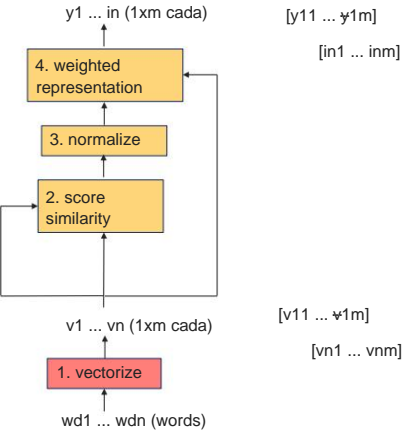 y1 ... in (1xm cada)
[y11 ... y1m]
[in1 ... inm]
4. weighted
representation
3. normalize
2. score
similarity
v1 ... vn (1xm cada)
[v11 ... v1m]
[vn1 ... vnm]
1. vectorize
wd1 ... wdn (words)